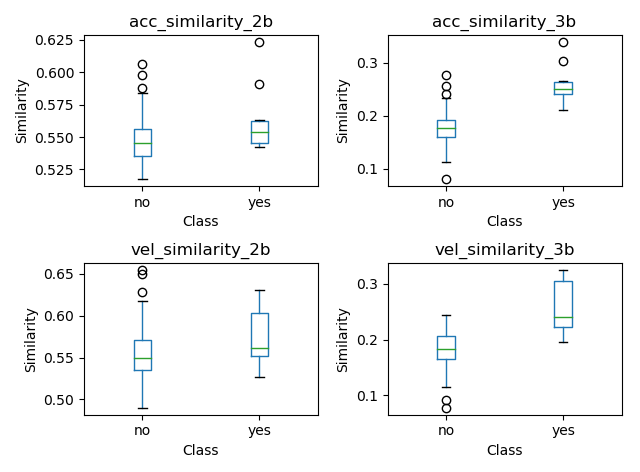 acc_similarity_2b
0.625
0.600
0.575
0.550
0.525
Similarity
no
yes
Class
acc_similarity_3b
0.3
0.2
0.1
Similarity
no
yes
Class
vel_similarity_2b
0.65
0.60
0.55
0.50
Similarity
no
yes
Class
vel_similarity_3b
0.3
0.2
0.1
Similarity
no
yes
Class